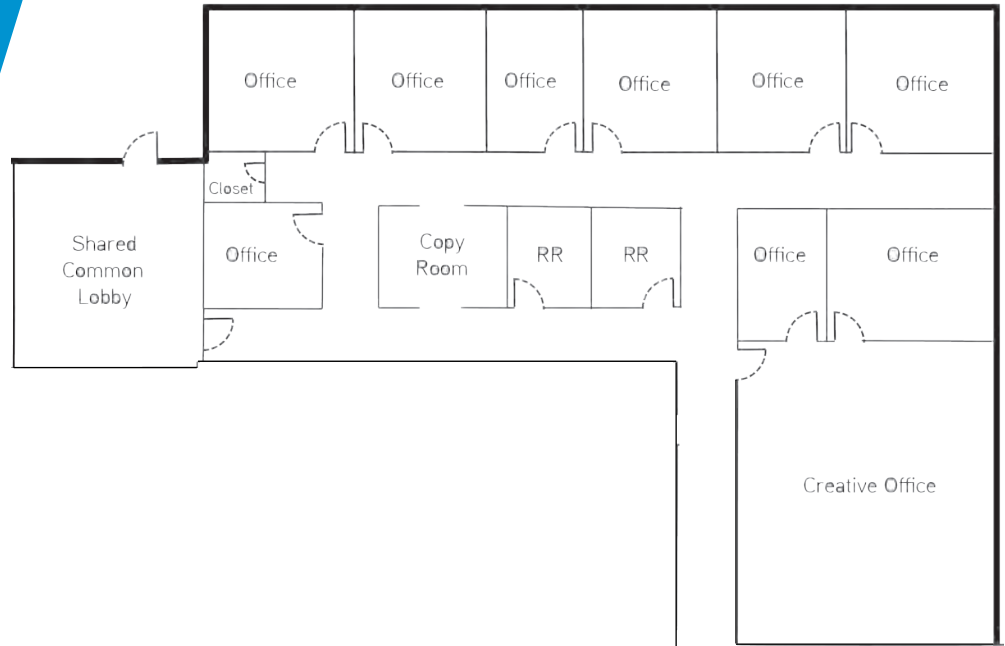 Office
Office
Office
Office
Office
Office
Closet
Shared
Common
Lobby
Office
Copy
Room
RR
RR
Office
Office
Creative Office